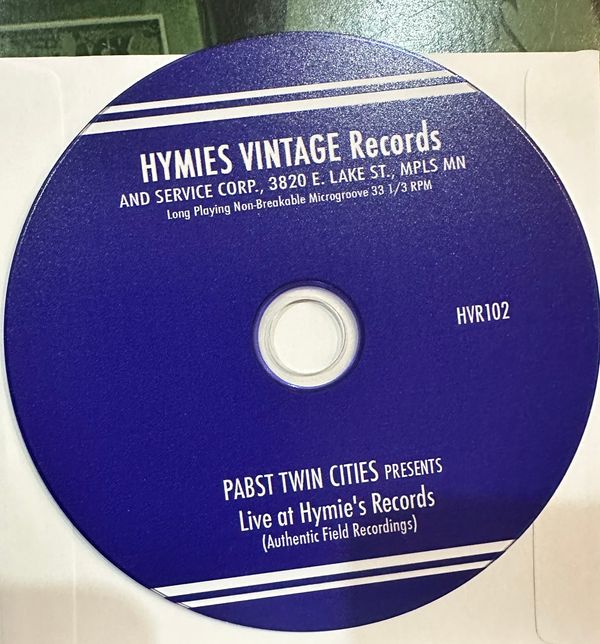 HYMIES VINTAGE Records
AND SERVICE CORP., 3820 E. LAKE ST., MPLS MN
Long Playing Non-Breakable Microgroove 33 1/3 RPM
HVR102
PABST TWIN CITIES PRESENTS
Live at Hymie's Records
(Authentic Field Recordings)